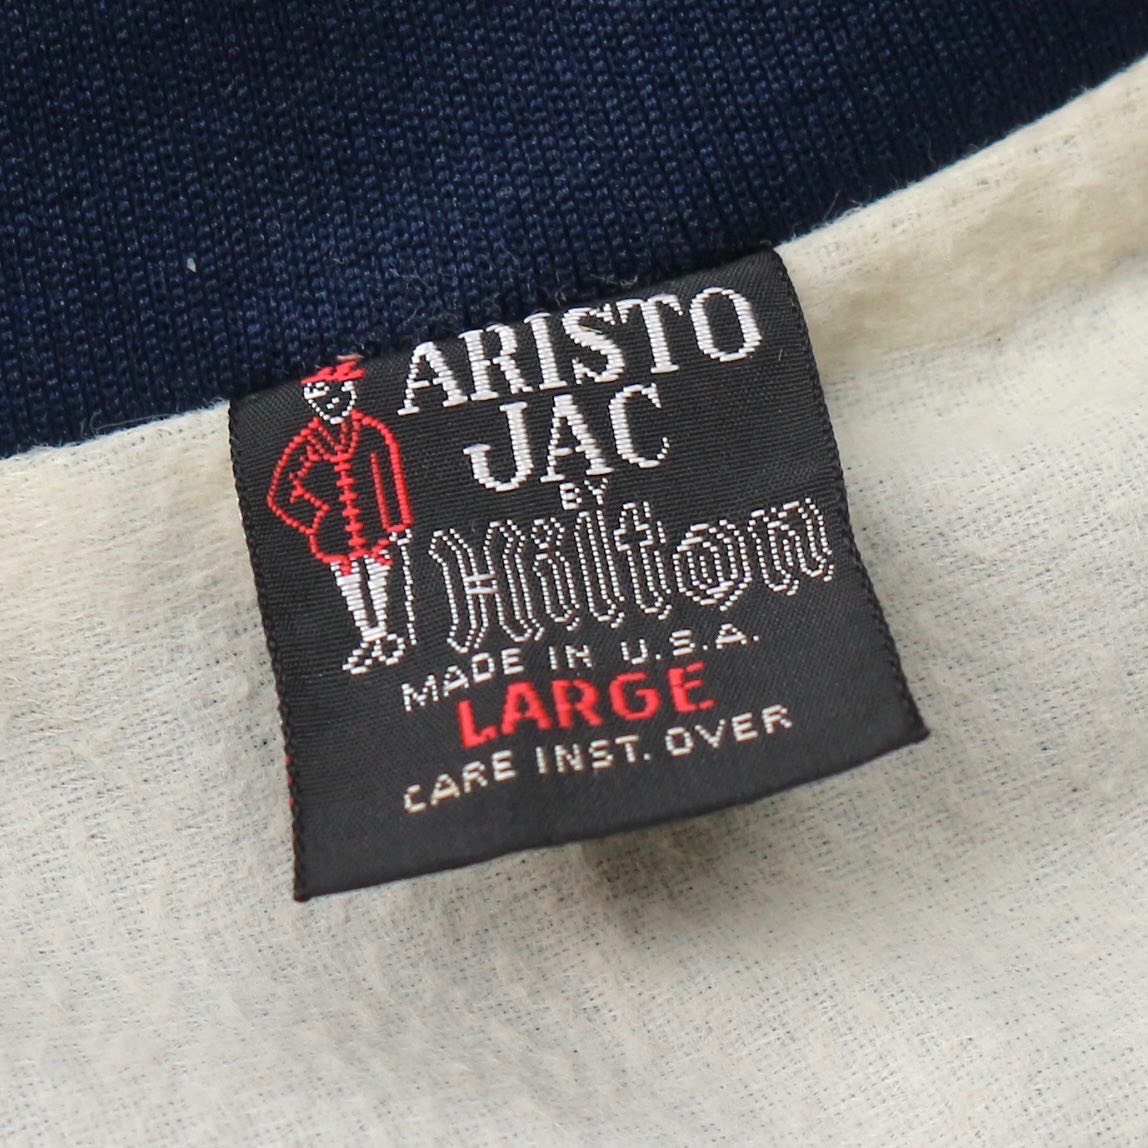 ARISTO
JAC
BY
Hilton
MADE IN U.S.A.
LARGE
CARE INST. OVER